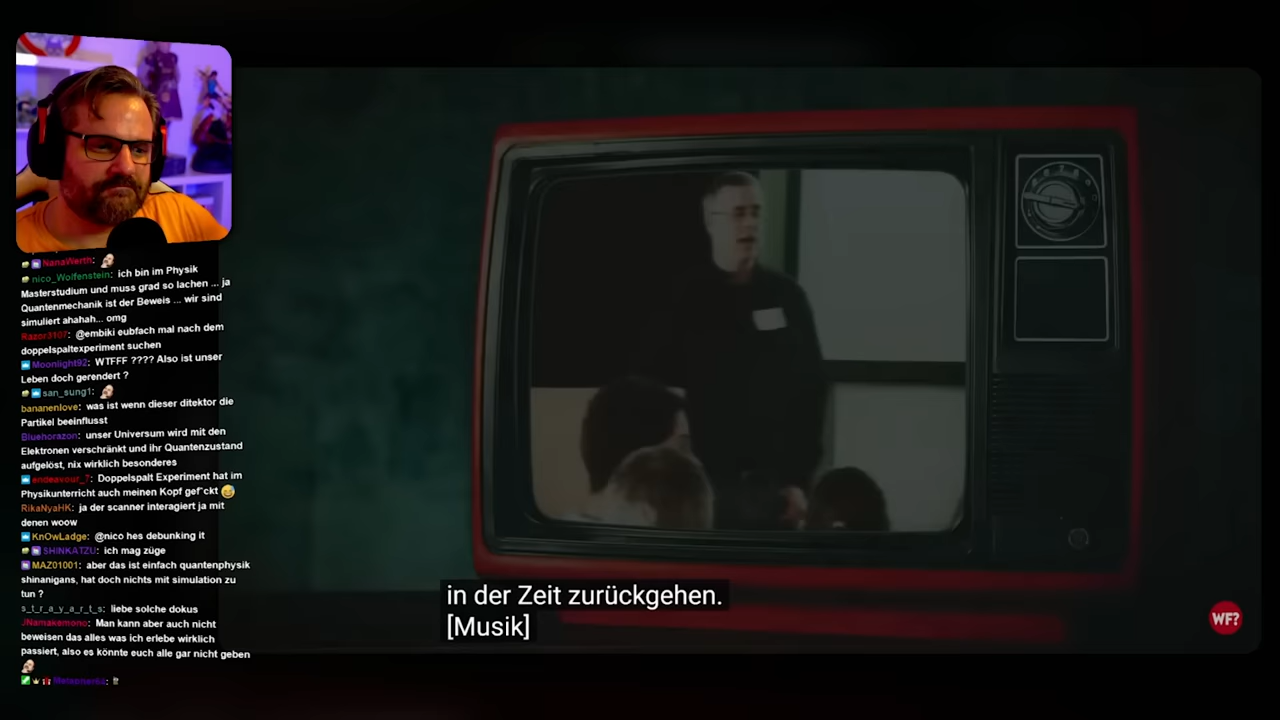 NanaWerth:
nico_Wolfenstein: ich bin im Physik
Masterstudium und muss grad so lachen ... ja
Quantenmechanik ist der Beweis ... wir sind
simuliert ahahah... omg
Razor3107: @embiki eubfach mal nach dem
doppelspaltexperiment suchen
Moonlight92: WTFFF ???? Also ist unser
Leben doch gerendert ?
san_sung1:
bananenlove: was ist wenn dieser ditektor die
Partikel beeinflusst
Bluehorazon: unser Universum wird mit den
Elektronen verschränkt und ihr Quantenzustand
aufgelöst, nix wirklich besonderes
endeavour_7: Doppelspalt Experiment hat im
Physikunterricht auch meinen Kopf gef*ckt 😅
RikaNyaHK: ja der scanner interagiert ja mit
denen woow
KnOwLadge: @nico hes debunking it
SHINKATZU: ich mag züge
MAZ01001: aber das ist einfach quantenphysik
shinanigans, hat doch nichts mit simulation zu
tun ?
s_t_r_a_y_a_r_t_s: liebe solche dokus
JNamakemono: Man kann aber auch nicht
beweisen das alles was ich erlebe wirklich
passiert, also es könnte euch alle gar nicht geben
in der Zeit zurückgehen.
[Musik]
WF?